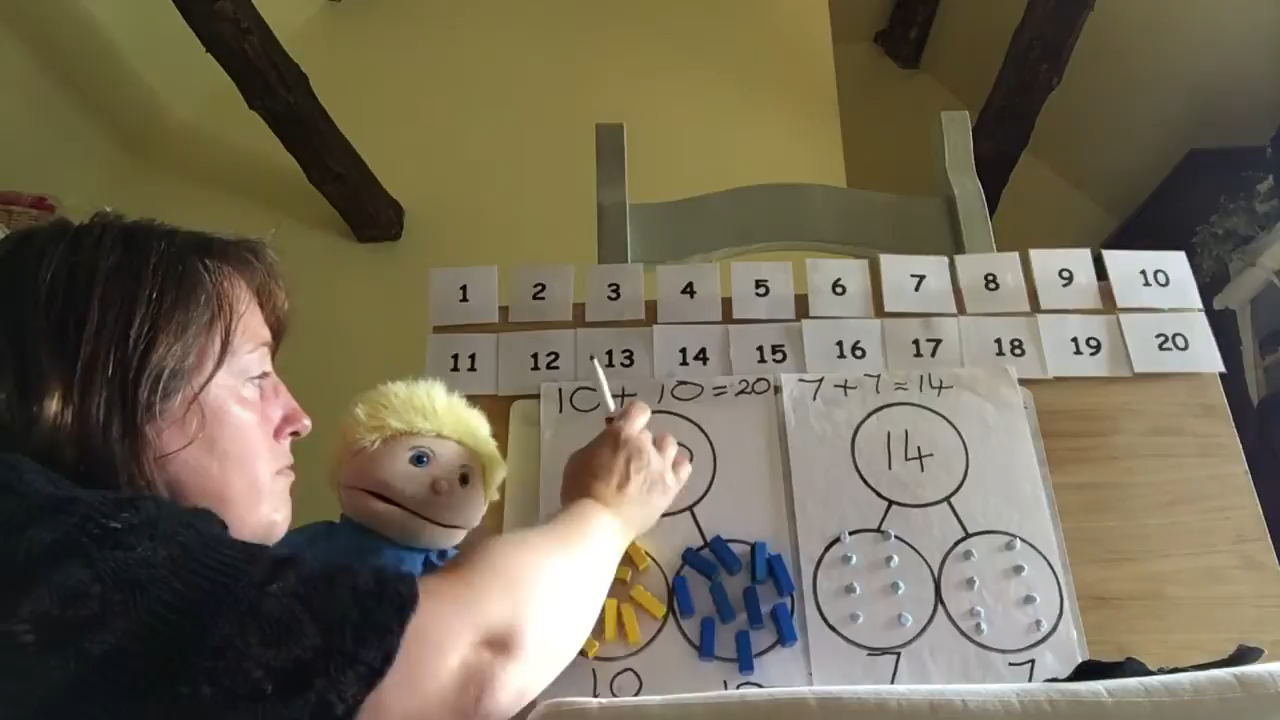 1 2 3 4 5 6 7 8 9 10
11 12 13 14 15 16 17 18 19 20
10 + 10 = 20 7 + 7 = 14
14
10 7 7